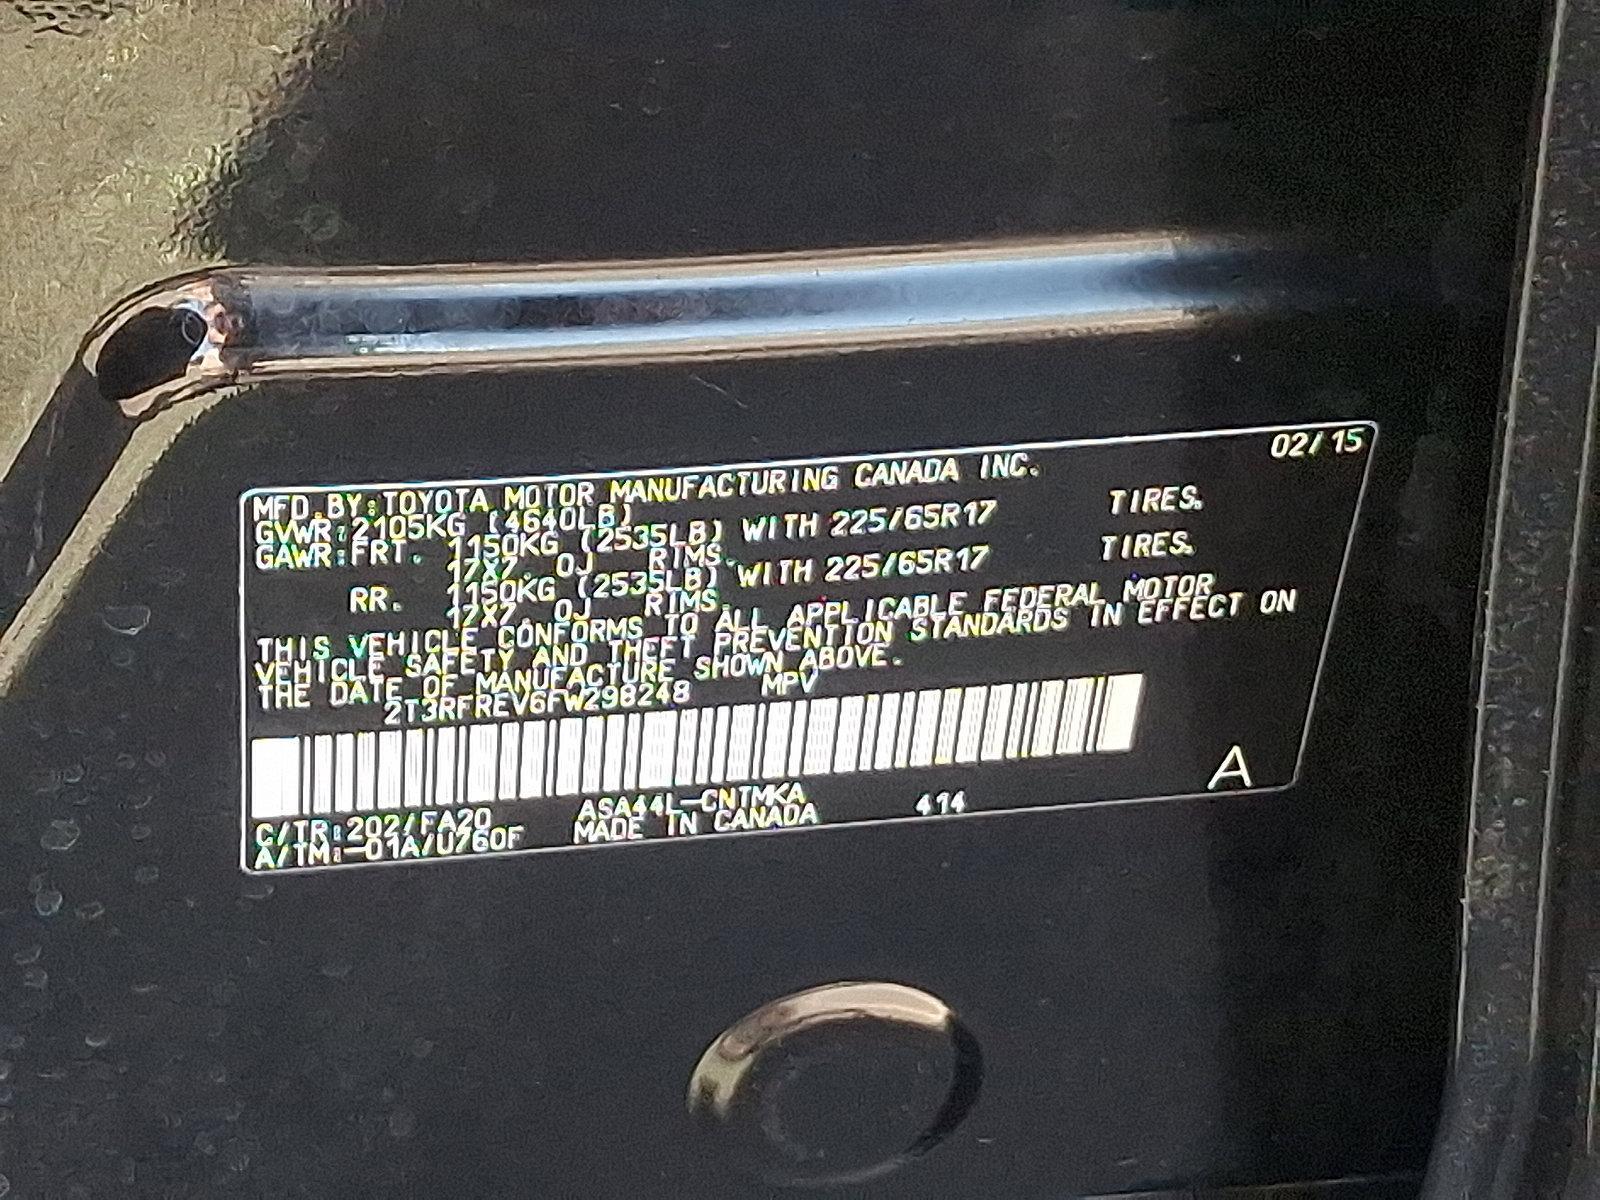 02/15
MFD.BY:TOYOTA MOTOR MANUFACTURING CANADA INC.
GVWR:2105KG (4640LB)
GAWR:FRT. 1150KG (2535LB) WITH 225/65R17 TIRES.
17X7.0J RIMS.
RR. 1150KG (2535LB) WITH 225/65R17 TIRES.
17X7.0J RIMS.
THIS VEHICLE CONFORMS TO ALL APPLICABLE FEDERAL MOTOR
VEHICLE SAFETY AND THEFT PREVENTION STANDARDS IN EFFECT ON
THE DATE OF MANUFACTURE SHOWN ABOVE.
2T3RFREV6FW298248 MPV
A
C/TR:202/FA20 ASA44L-CNTMKA 414
A/TM:-01A/U760F MADE IN CANADA